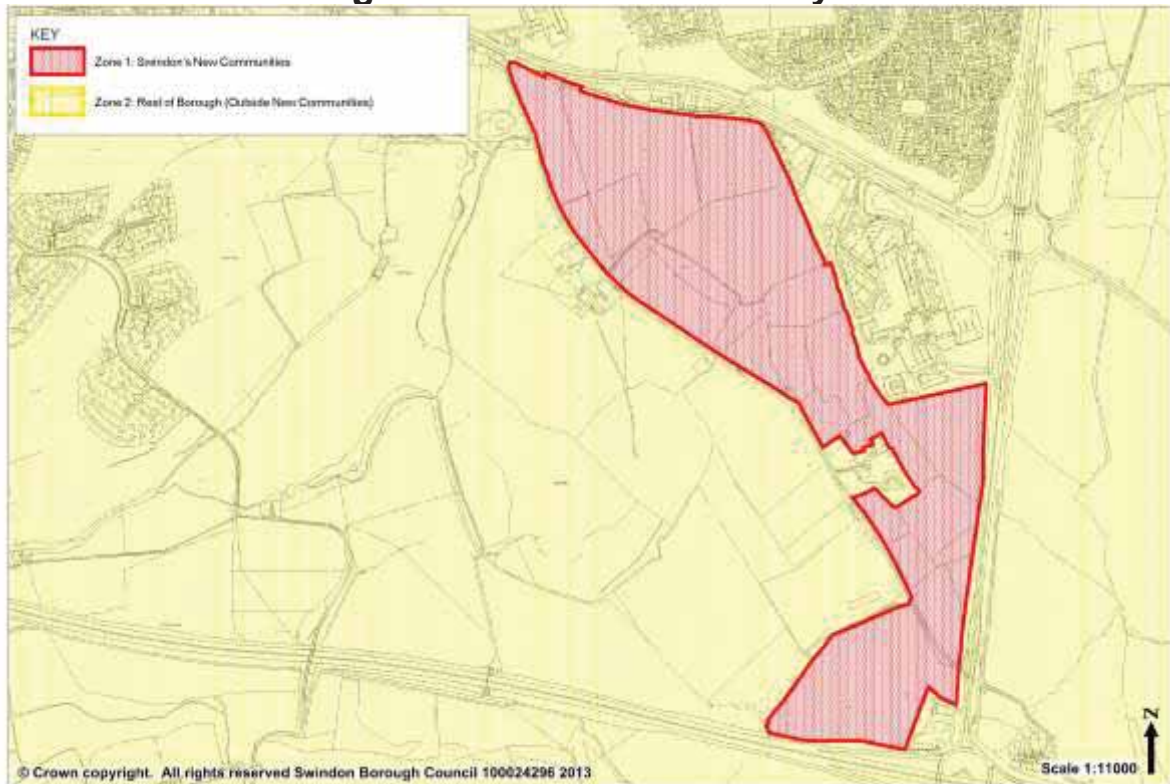 KEY
Zone 1: Swindon's New Communities
Zone 2: Rest of Borough (Outside New Communities)
© Crown copyright. All rights reserved Swindon Borough Council 100024296 2013
Scale 1:11000
Z